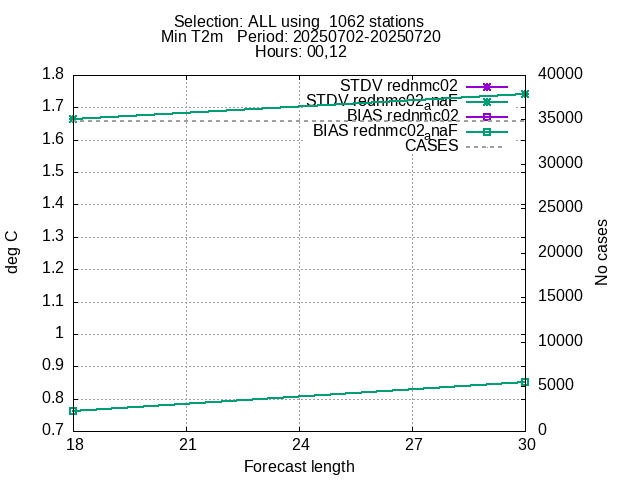 Selection: ALL using  1062 stations
Min T2m   Period: 20250702-20250720
Hours: 00,12
STDV rednmc02
STDV rednmc02_anaF
BIAS rednmc02
BIAS rednmc02_anaF
CASES
1.8
1.7
1.6
1.5
1.4
1.3
1.2
1.1
1
0.9
0.8
0.7
deg C
40000
35000
30000
25000
20000
15000
10000
5000
0
No cases
18 21 24 27 30
Forecast length